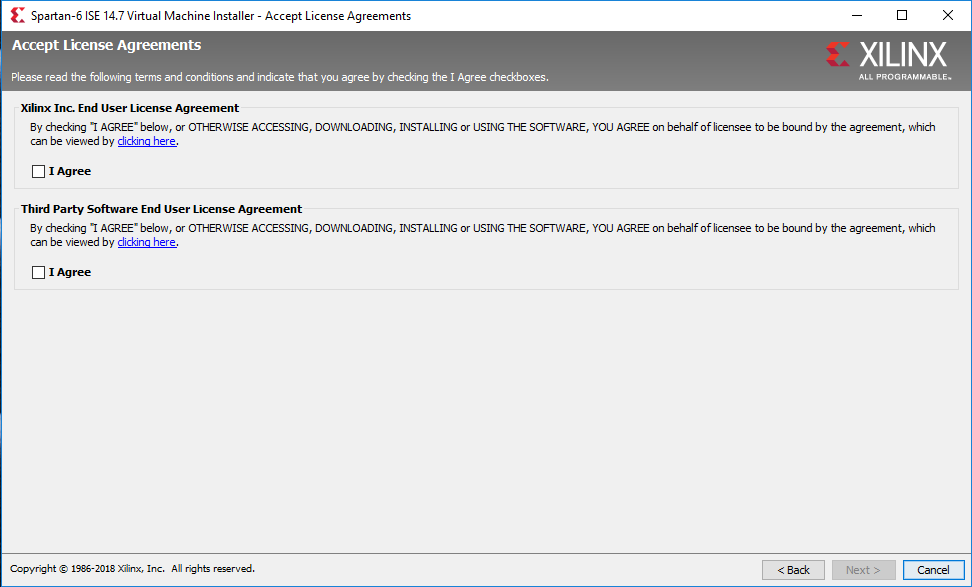 Spartan-6 ISE 14.7 Virtual Machine Installer - Accept License Agreements
Accept License Agreements
XILINX
ALL PROGRAMMABLE™
Please read the following terms and conditions and indicate that you agree by checking the I Agree checkboxes.
Xilinx Inc. End User License Agreement
By checking "I AGREE" below, or OTHERWISE ACCESSING, DOWNLOADING, INSTALLING or USING THE SOFTWARE, YOU AGREE on behalf of licensee to be bound by the agreement, which
can be viewed by clicking here.
I Agree
Third Party Software End User License Agreement
By checking "I AGREE" below, or OTHERWISE ACCESSING, DOWNLOADING, INSTALLING or USING THE SOFTWARE, YOU AGREE on behalf of licensee to be bound by the agreement, which
can be viewed by clicking here.
I Agree
Copyright © 1986-2018 Xilinx, Inc. All rights reserved.
< Back
Next >
Cancel